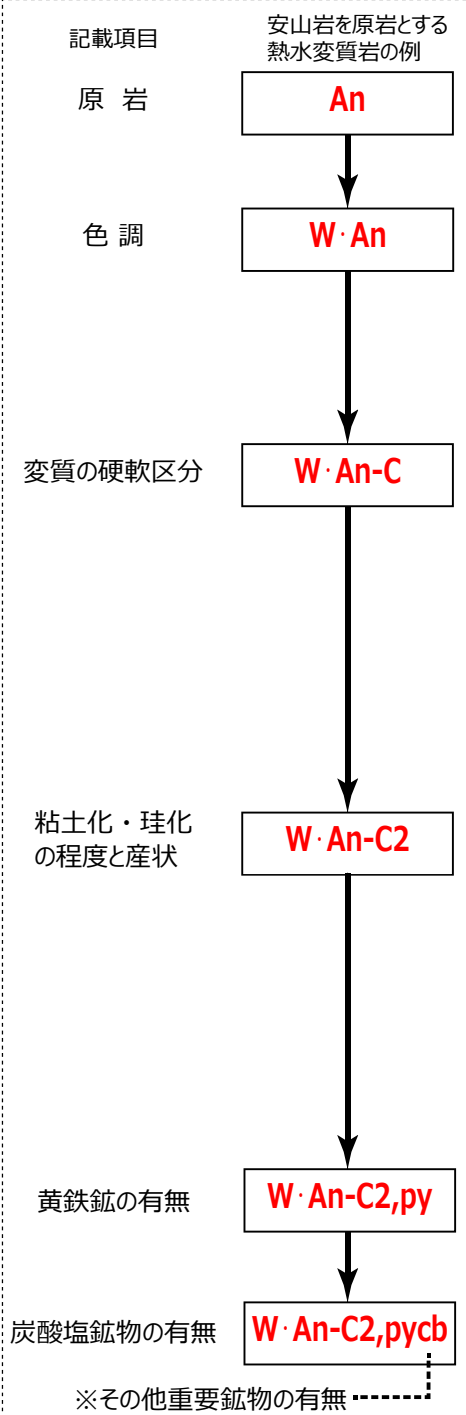 記載項目
安山岩を原岩とする
熱水変質岩の例
原 岩
An
色 調
W·An
変質の硬軟区分
W·An-C
粘土化・珪化
の程度と産状
W·An-C2
黄鉄鉱の有無
W·An-C2,py
炭酸塩鉱物の有無
W·An-C2,pycb
※その他重要鉱物の有無